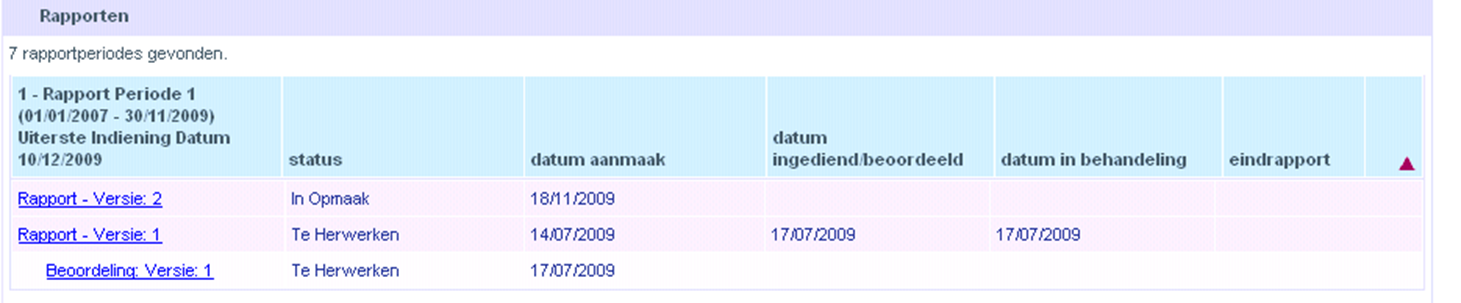 Rapporten
7 rapportperiodes gevonden.
1 - Rapport Periode 1
(01/01/2007 - 30/11/2009)
Uiterste Indiening Datum
10/12/2009 status datum aanmaak datum ingediend/beoordeeld datum in behandeling eindrapport
Rapport - Versie: 2 In Opmaak 18/11/2009
Rapport - Versie: 1 Te Herwerken 14/07/2009 17/07/2009 17/07/2009
Beoordeling: Versie: 1 Te Herwerken 17/07/2009